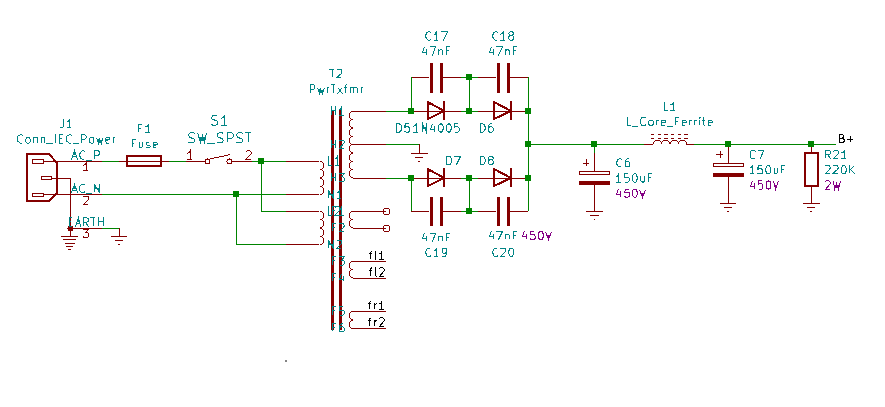 C17
47nF
C18
47nF
T2
PwrTxfmr
J1
Conn_IEC_Power
F1
Fuse
S1
SW_SPST
AC_P
1
1
2
AC_N
2
ARTH
3
D5
1N4005
D6
D7
D8
47nF
C19
47nF 450V
C20
L1
L_Core_Ferrite
B+
C6
150uF
450V
C7
150uF
450V
R21
220K
2W
fl1
fl2
fr1
fr2
+
+